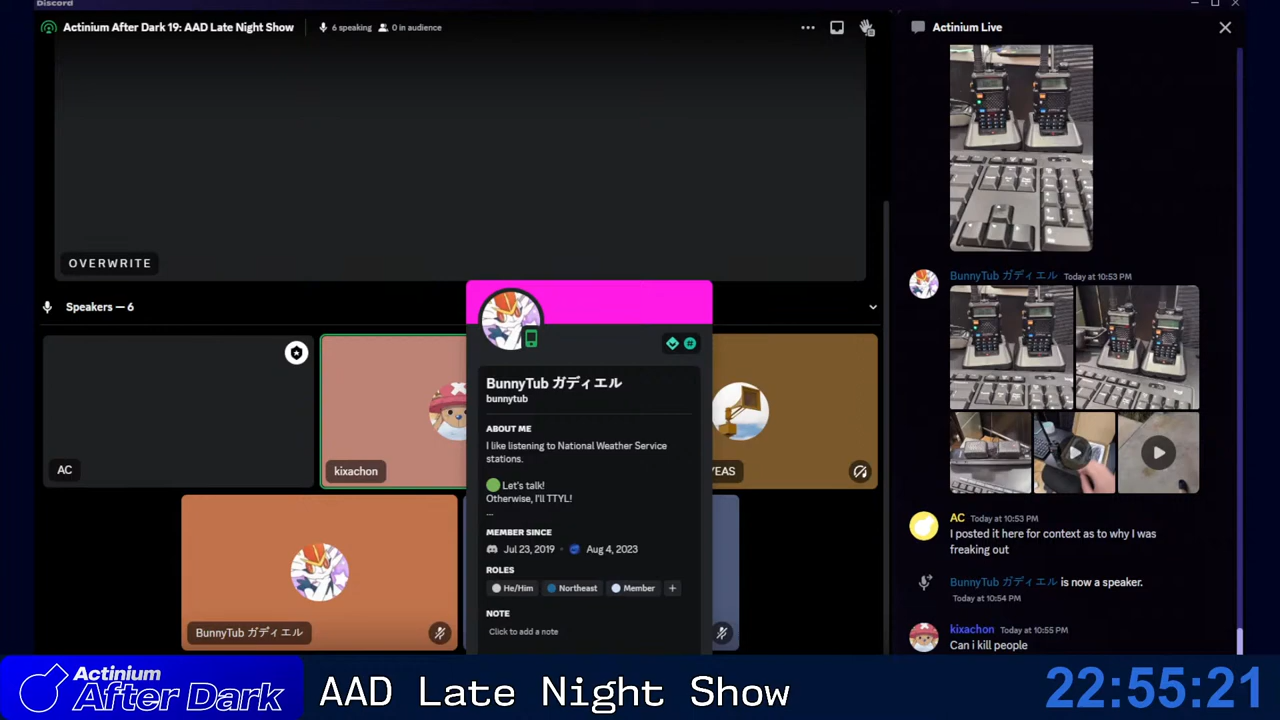 Discord
Actinium After Dark 19: AAD Late Night Show
6 speaking
0 in audience
OVERWRITE
Speakers — 6
AC
kixachon
YEAS
BunnyTub ガディエル
BunnyTub ガディエル
bunnytub
ABOUT ME
I like listening to National Weather Service
stations.
Let's talk!
Otherwise, I'll TTYL!
...
MEMBER SINCE
Jul 23, 2019 • Aug 4, 2023
ROLES
He/Him Northeast Member +
NOTE
Click to add a note
Actinium Live
BunnyTub ガディエル Today at 10:53 PM
AC Today at 10:53 PM
I posted it here for context as to why I was
freaking out
BunnyTub ガディエル is now a speaker.
Today at 10:54 PM
kixachon Today at 10:55 PM
Can i kill people
Actinium
After Dark
AAD Late Night Show
22:55:21